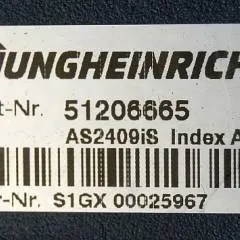 JUNGHEINRICH
t-Nr. 51206665
AS2409iS Index A
r-Nr. S1GX 00025967